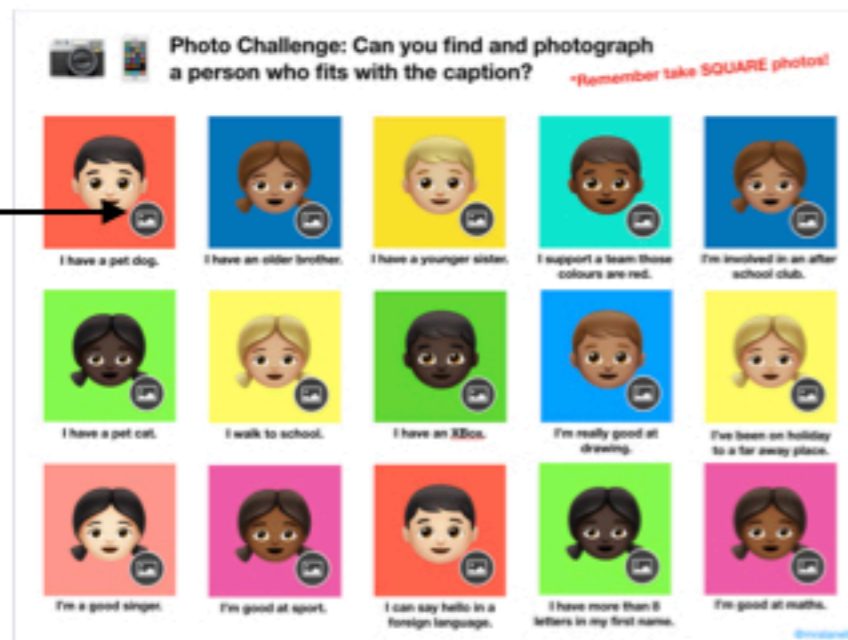 Photo Challenge: Can you find and photograph
a person who fits with the caption?
*Remember take SQUARE photos!
I have a pet dog.
I have an older brother.
I have a younger sister.
I support a team those
colours are red.
I'm involved in an after
school club.
I have a pet cat.
I walk to school.
I have an XBox.
I'm really good at
drawing.
I've been on holiday
to a far away place.
I'm a good singer.
I'm good at sport.
I can say hello in a
foreign language.
I have more than 8
letters in my first name.
I'm good at maths.